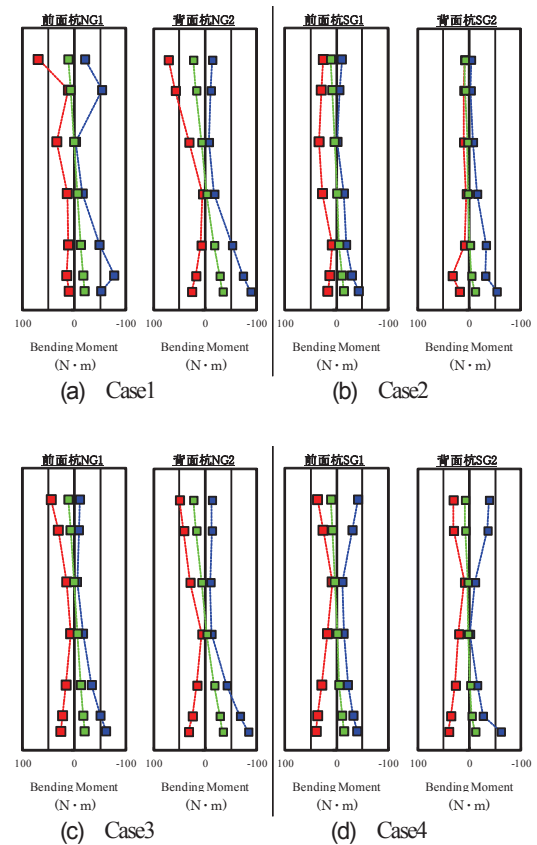 前面杭NG1 背面杭NG2 前面杭SG1 背面杭SG2
100 0 -100 100 0 -100 100 0 -100 100 0 -100
Bending Moment Bending Moment Bending Moment Bending Moment
(N・m) (N・m) (N・m) (N・m)
(a) Case1 (b) Case2
前面杭NG1 背面杭NG2 前面杭SG1 背面杭SG2
100 0 -100 100 0 -100 100 0 -100 100 0 -100
Bending Moment Bending Moment Bending Moment Bending Moment
(N・m) (N・m) (N・m) (N・m)
(c) Case3 (d) Case4